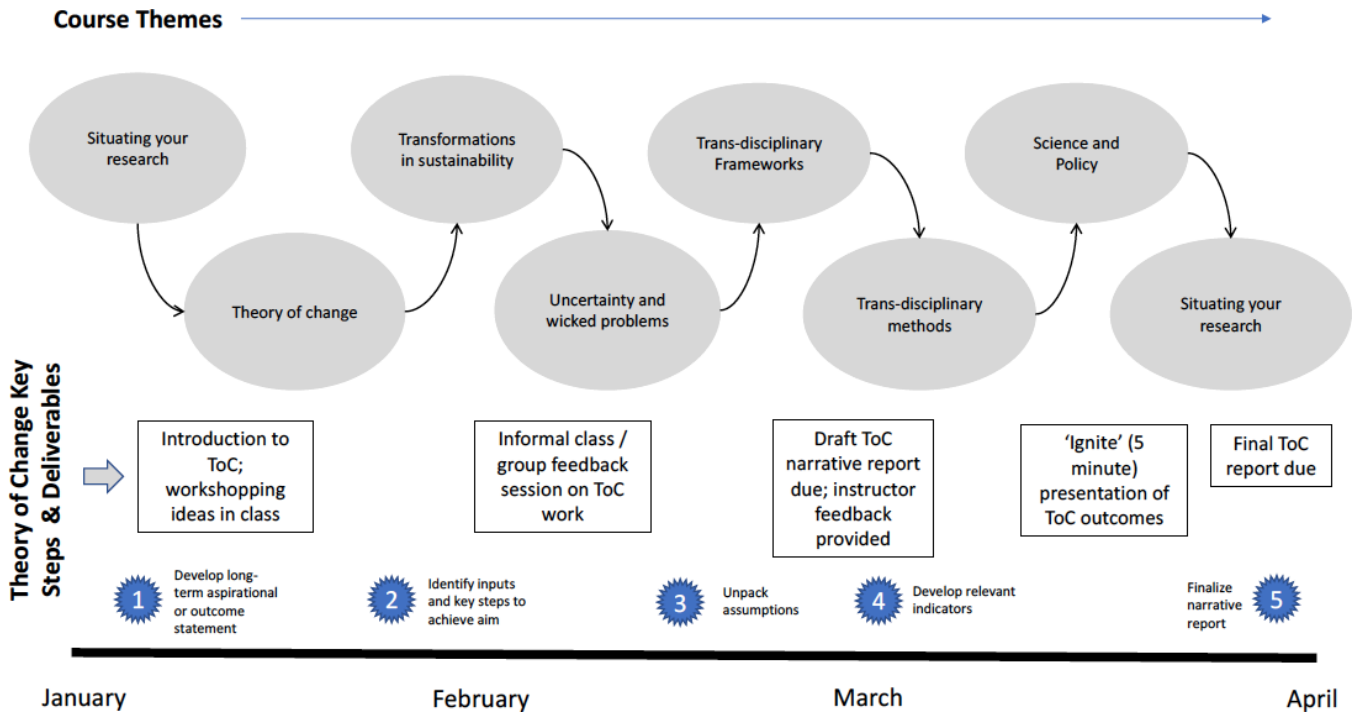 Course Themes
Situating your
research
Theory of change
Transformations
in sustainability
Uncertainty and
wicked problems
Trans-disciplinary
Frameworks
Trans-disciplinary
methods
Science and
Policy
Situating your
research
Theory of Change Key
Steps & Deliverables
Introduction to
ToC;
workshopping
ideas in class
Informal class /
group feedback
session on ToC
work
Draft ToC
narrative report
due; instructor
feedback
provided
‘Ignite’ (5
minute)
presentation of
ToC outcomes
Final ToC
report due
1
Develop long-
term aspirational
or outcome
statement
2
Identify inputs
and key steps to
achieve aim
3
Unpack
assumptions
4
Develop relevant
indicators
Finalize
narrative
report
5
January
February
March
April